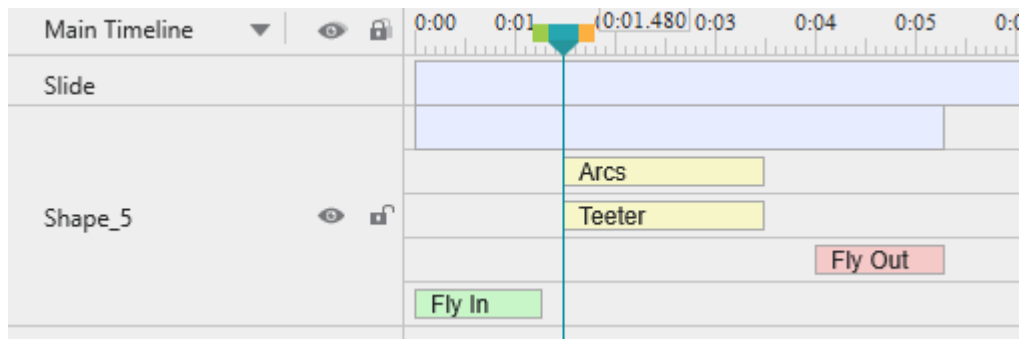 Main Timeline 0:00 0:01 (0:01.480) 0:03 0:04 0:05
Slide
Arcs
Shape_5 Teeter
Fly Out
Fly In